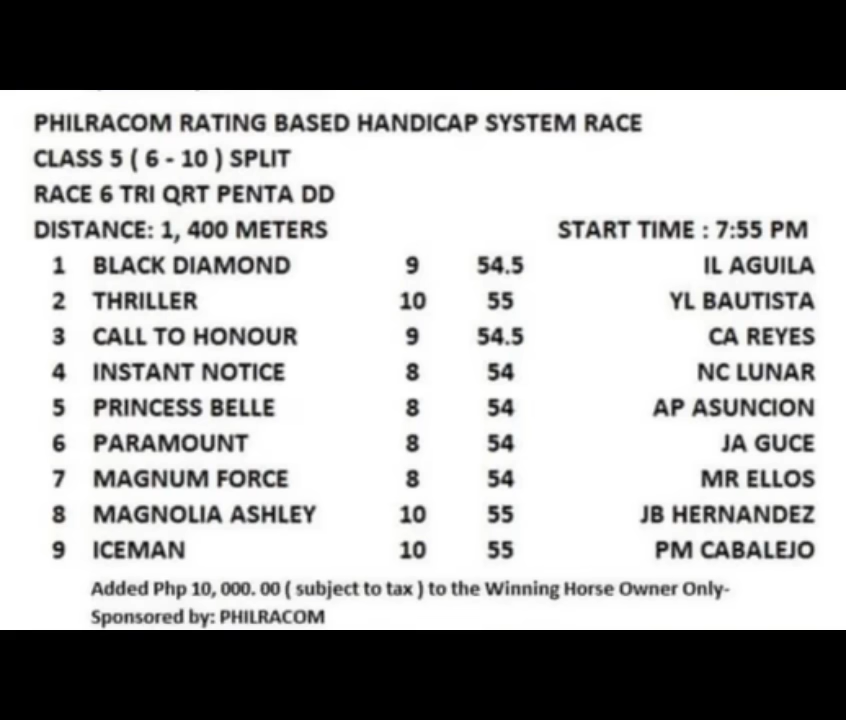 PHILRACOM RATING BASED HANDICAP SYSTEM RACE
CLASS 5 ( 6 - 10 ) SPLIT
RACE 6 TRI QRT PENTA DD
DISTANCE: 1, 400 METERS START TIME : 7:55 PM
1 BLACK DIAMOND 9 54.5 IL AGUILA
2 THRILLER 10 55 YL BAUTISTA
3 CALL TO HONOUR 9 54.5 CA REYES
4 INSTANT NOTICE 8 54 NC LUNAR
5 PRINCESS BELLE 8 54 AP ASUNCION
6 PARAMOUNT 8 54 JA GUCE
7 MAGNUM FORCE 8 54 MR ELLOS
8 MAGNOLIA ASHLEY 10 55 JB HERNANDEZ
9 ICEMAN 10 55 PM CABALEJO
Added Php 10, 000. 00 ( subject to tax ) to the Winning Horse Owner Only-
Sponsored by: PHILRACOM